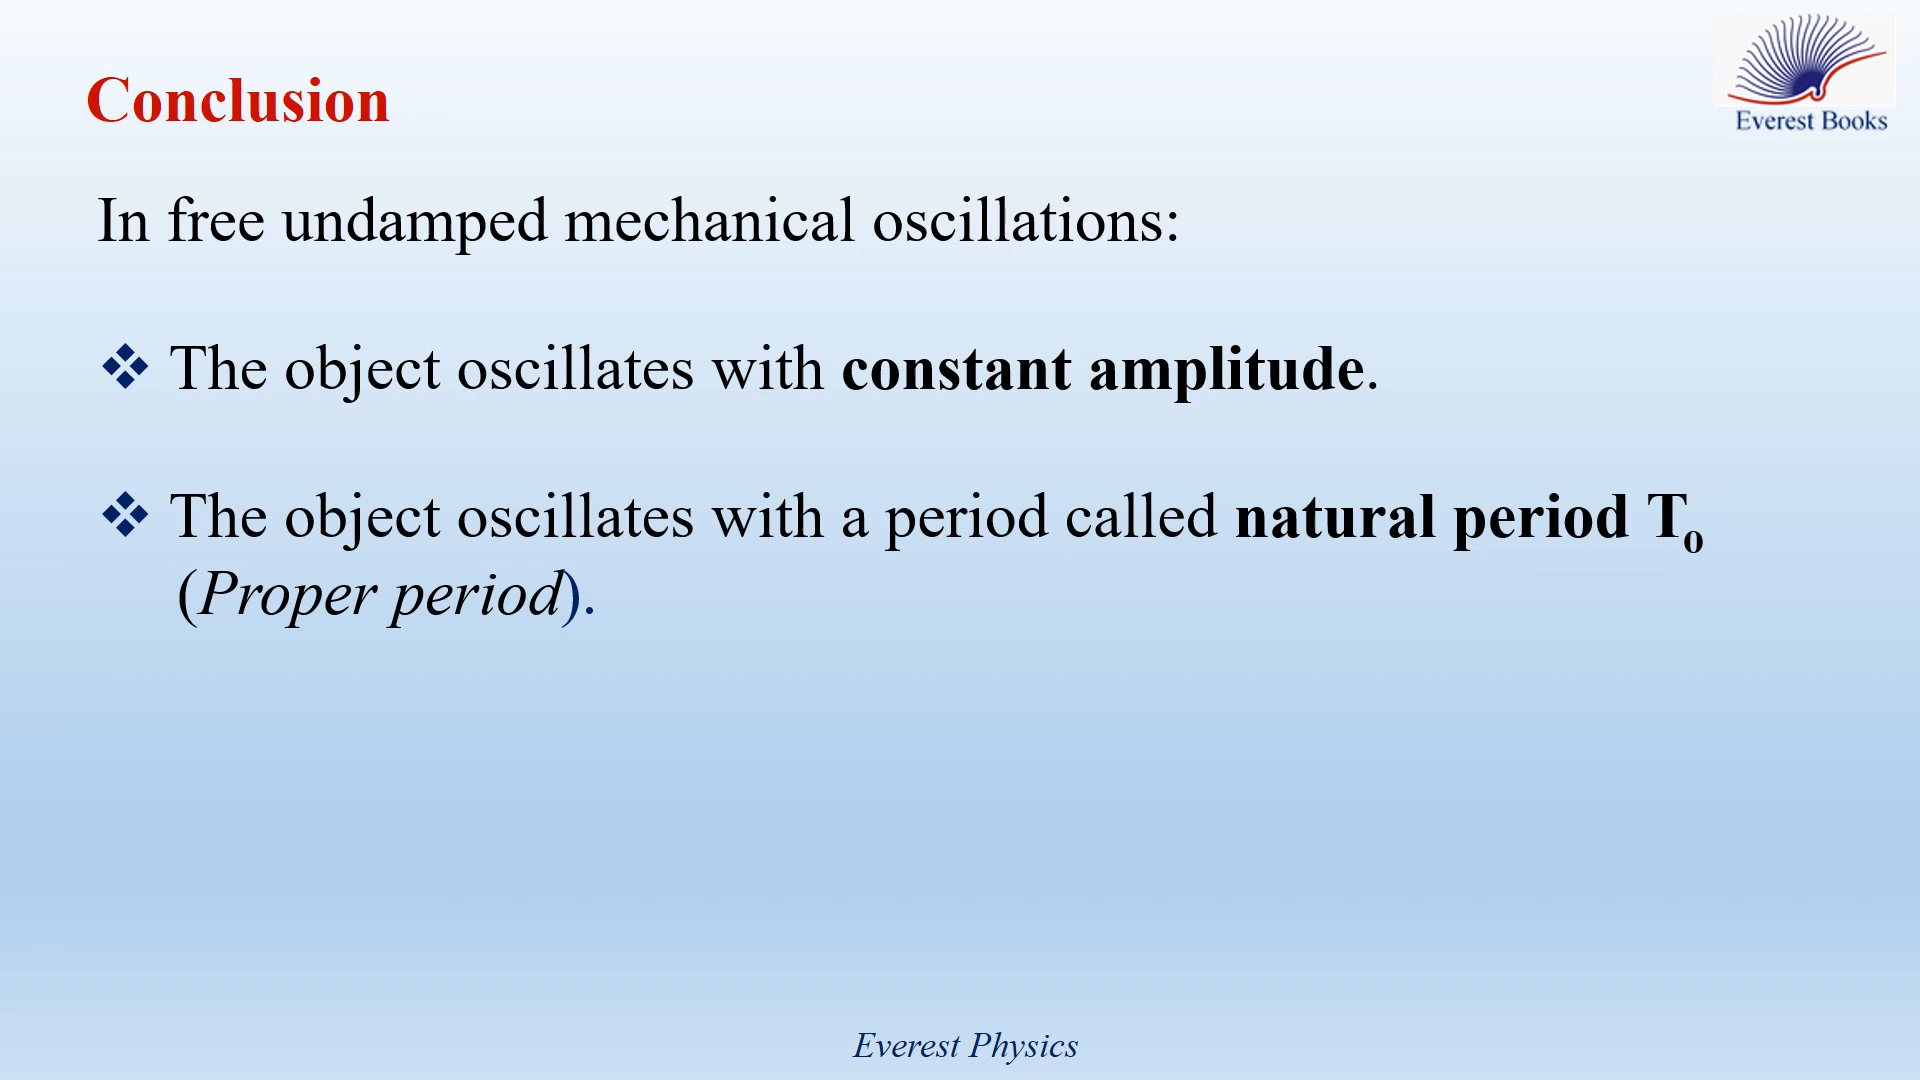 Conclusion
Everest Books
In free undamped mechanical oscillations:
❖ The object oscillates with constant amplitude.
❖ The object oscillates with a period called natural period To
(Proper period).
Everest Physics